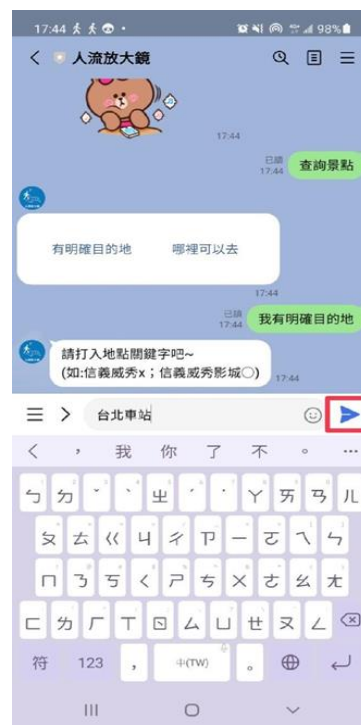 17:44
98%
人流放大鏡
17:44
已讀
17:44
查詢景點
有明確目的地 哪裡可以去
17:44
已讀
17:44
我有明確目的地
請打入地點關鍵字吧~
(如:信義威秀x；信義威秀影城○)
17:44
台北車站
， 我 你 了 不 。 …
ㄅ ㄉ ˇ ˋ ㄓ ˊ ˙ ㄚ ㄞ ㄢ ㄦ
ㄆ ㄊ ㄍ ㄐ ㄔ ㄗ ㄧ ㄛ ㄟ ㄣ
ㄇ ㄋ ㄎ ㄑ ㄕ ㄘ ㄨ ㄜ ㄠ ㄤ
ㄈ ㄌ ㄏ ㄒ ㄖ ㄙ ㄩ ㄝ ㄡ ㄥ
符 123 ， 中(TW) 。